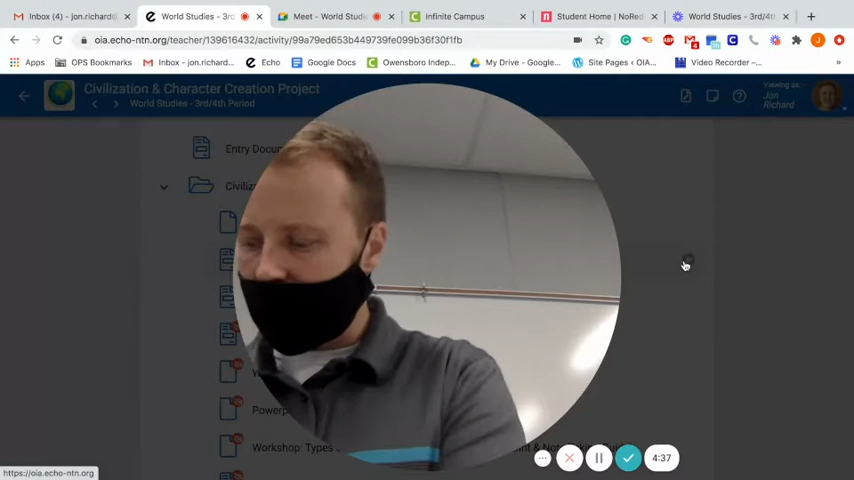 Inbox (4) - jon.richard@
World Studies - 3rd
Meet - World Studi
Infinite Campus
Student Home | NoRed
World Studies - 3rd/4th
oia.echo-ntn.org/teacher/139616432/activity/99a79ed653b449739fe099b36f30f1fb
Apps
OPS Bookmarks
Inbox - jon.richard...
Echo
Google Docs
Owensboro Indep...
My Drive - Google...
Site Pages < OIA...
Video Recorder –...
Civilization & Character Creation Project
World Studies - 3rd/4th Period
Viewing as:
Jon
Richard
Entry Docum
Civiliz
Powerp
Workshop: Types
4:37
https://oia.echo-ntn.org